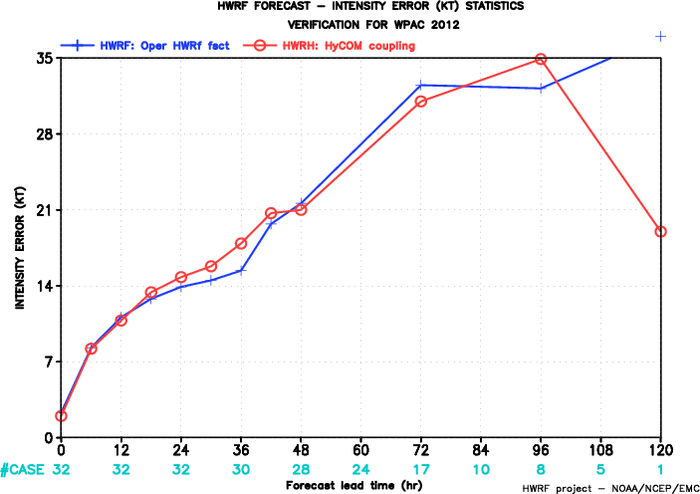 HWRF FORECAST – INTENSITY ERROR (KT) STATISTICS
VERIFICATION FOR WPAC 2012
HWRF: Oper HWRf fact HWRH: HyCOM coupling
INTENSITY ERROR (KT)
35
28
21
14
7
0
0 12 24 36 48 60 72 84 96 108 120
#CASE 32 32 32 30 28 24 17 10 8 5 1
Forecast lead time (hr)
HWRF project – NOAA/NCEP/EMC